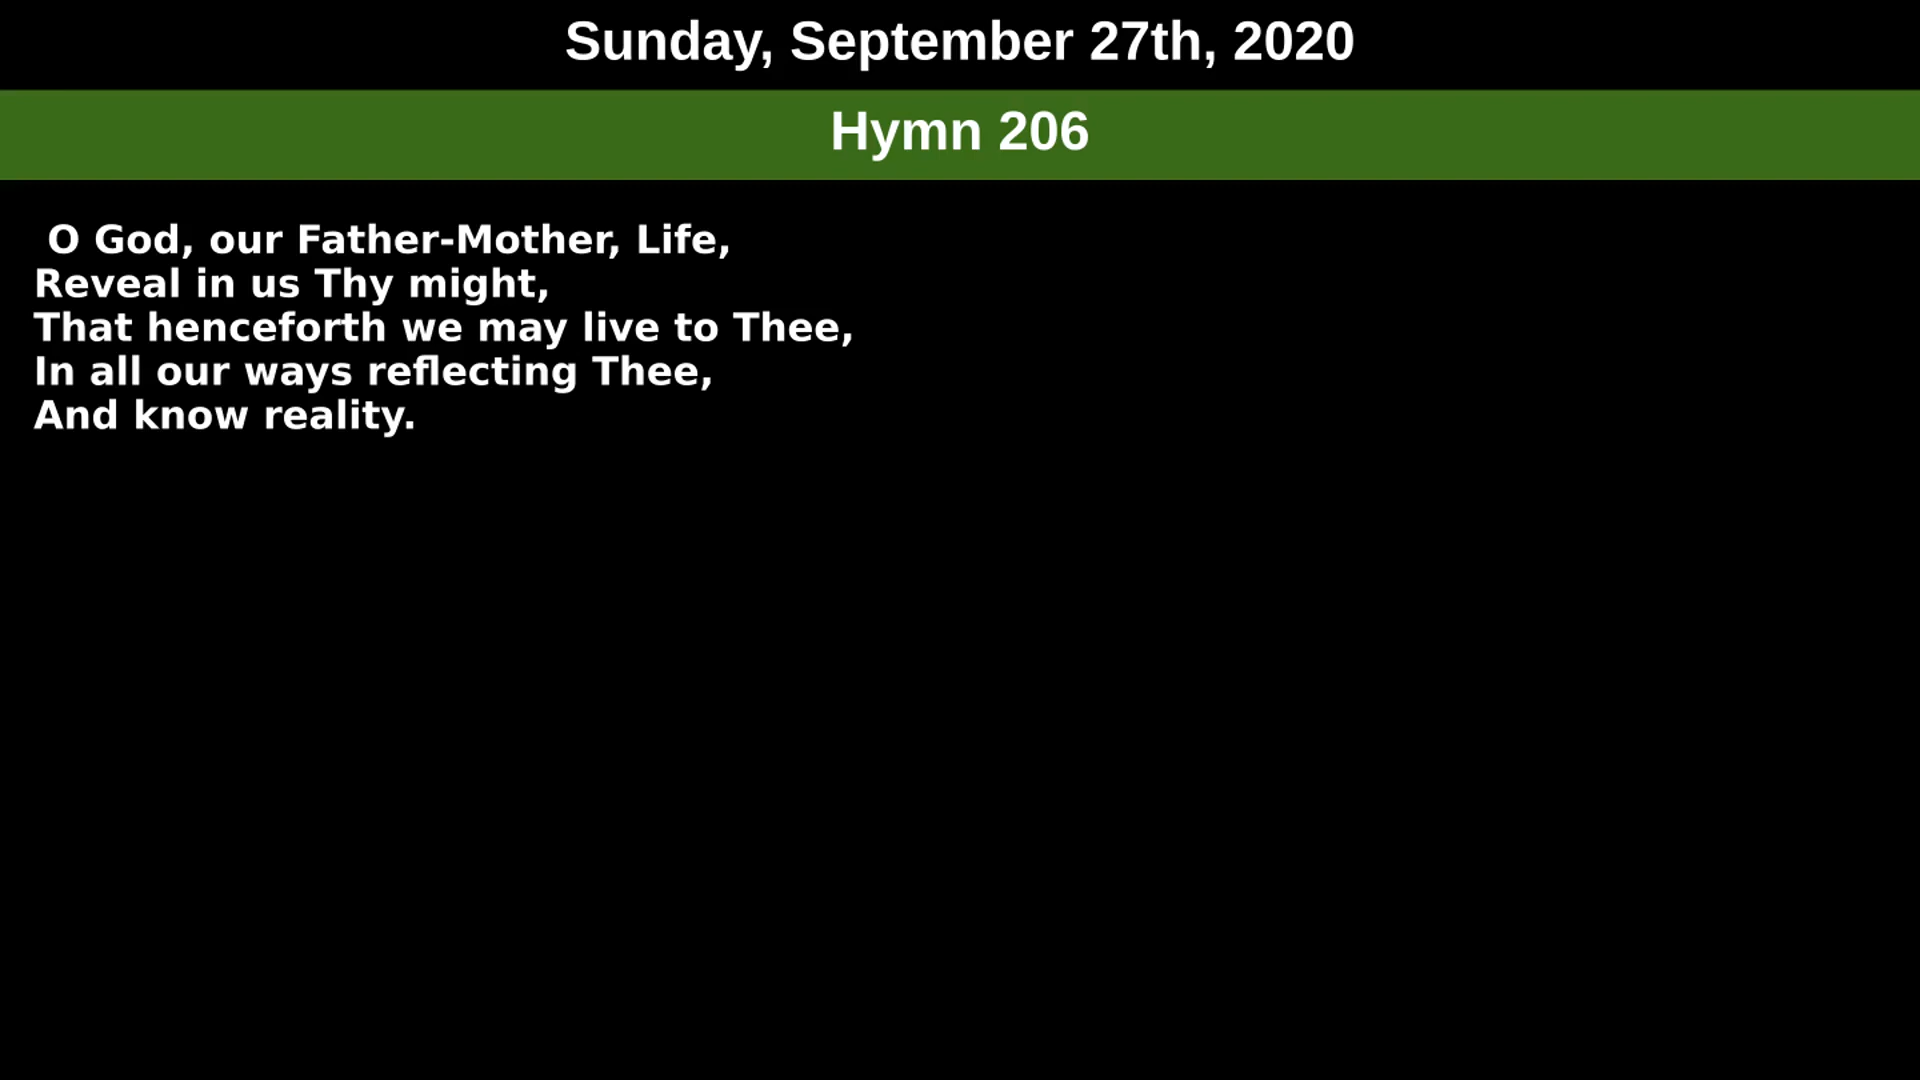 Sunday, September 27th, 2020
Hymn 206
O God, our Father-Mother, Life,
Reveal in us Thy might,
That henceforth we may live to Thee,
In all our ways reflecting Thee,
And know reality.